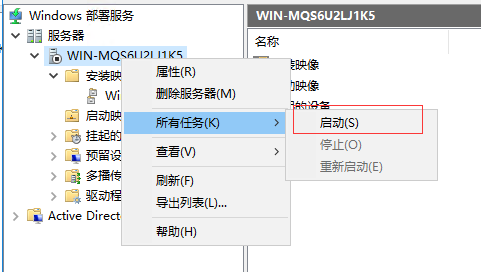 Windows 部署服务
服务器
WIN-MQS6U2LJ1K5
安装映
Wi
启动映
挂起的
预留设
多播传
驱动程
Active Direc
WIN-MQS6U2LJ1K5
名称
装映像
动映像
的设备
属性(R)
删除服务器(M)
所有任务(K)
查看(V)
刷新(F)
导出列表(L)...
帮助(H)
启动(S)
停止(O)
重新启动(E)